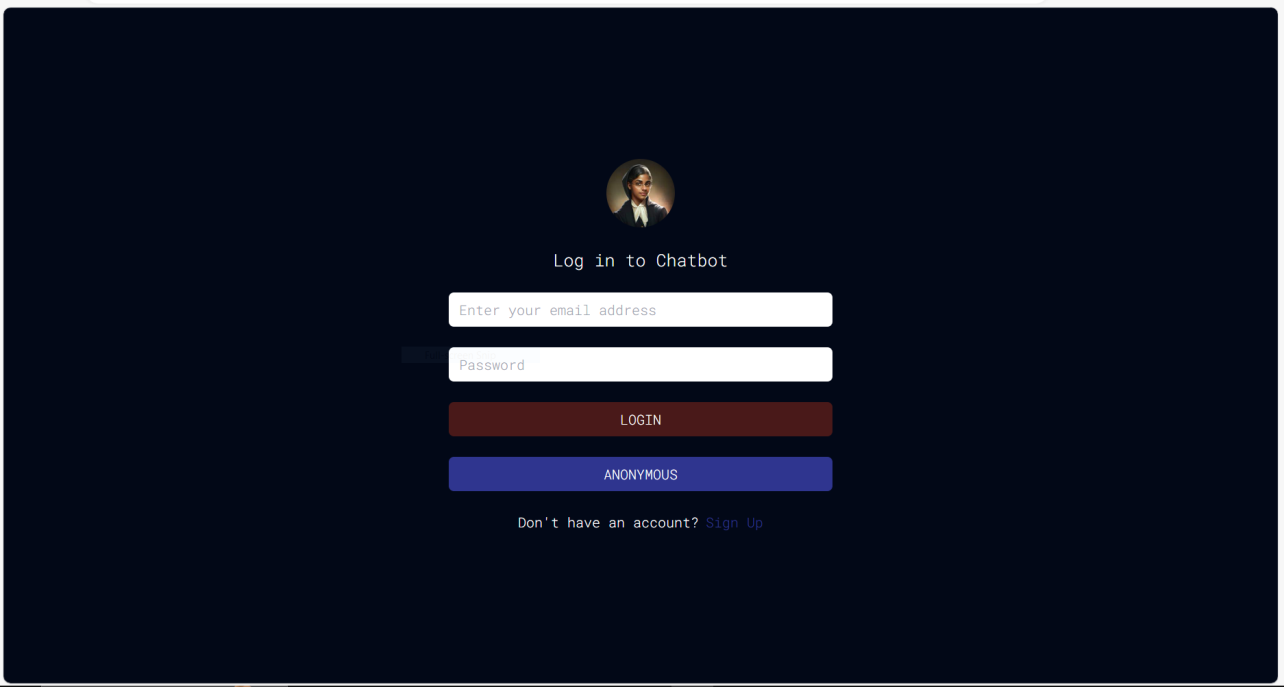 Log in to Chatbot
Enter your email address
Password
LOGIN
ANONYMOUS
Don't have an account? Sign Up